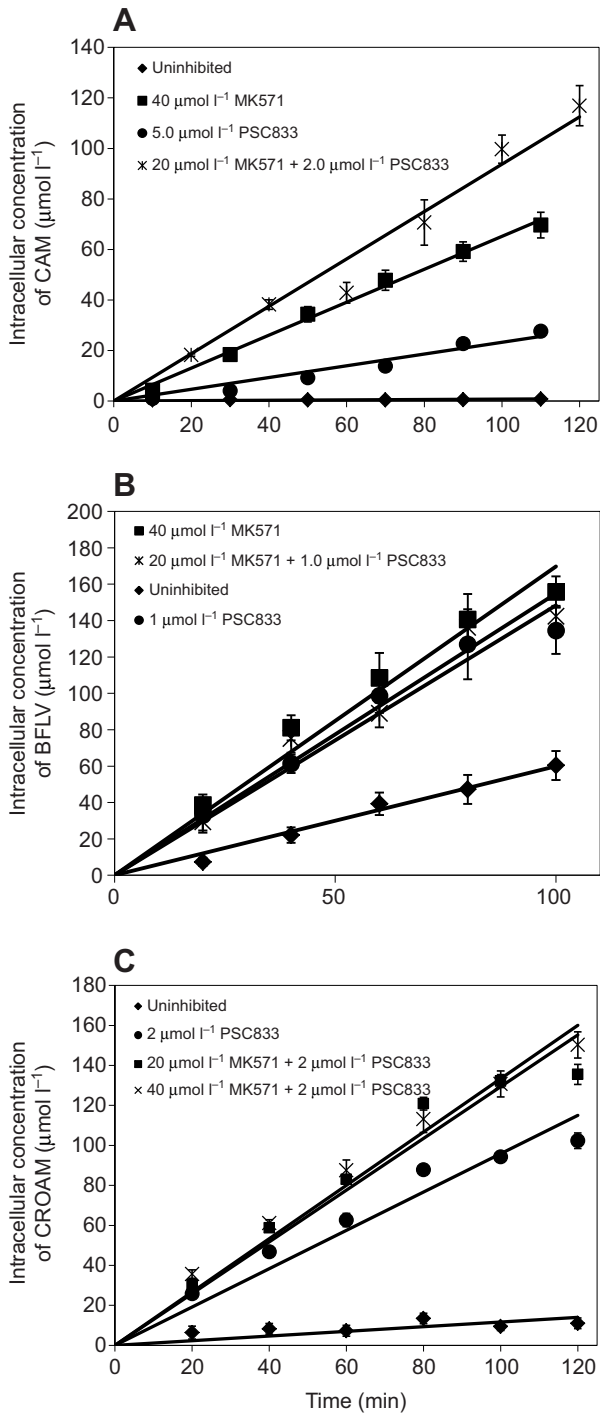 A
Intracellular concentration
of CAM (µmol l⁻¹)
140
120
100
80
60
40
20
0
Uninhibited
40 µmol l⁻¹ MK571
5.0 µmol l⁻¹ PSC833
20 µmol l⁻¹ MK571 + 2.0 µmol l⁻¹ PSC833
0 20 40 60 80 100 120
B
Intracellular concentration
of BFLV (µmol l⁻¹)
200
180
160
140
120
100
80
60
40
20
0
40 µmol l⁻¹ MK571
20 µmol l⁻¹ MK571 + 1.0 µmol l⁻¹ PSC833
Uninhibited
1 µmol l⁻¹ PSC833
0 50 100
C
Intracellular concentration
of CROAM (µmol l⁻¹)
180
160
140
120
100
80
60
40
20
0
Uninhibited
2 µmol l⁻¹ PSC833
20 µmol l⁻¹ MK571 + 2 µmol l⁻¹ PSC833
40 µmol l⁻¹ MK571 + 2 µmol l⁻¹ PSC833
0 20 40 60 80 100 120
Time (min)